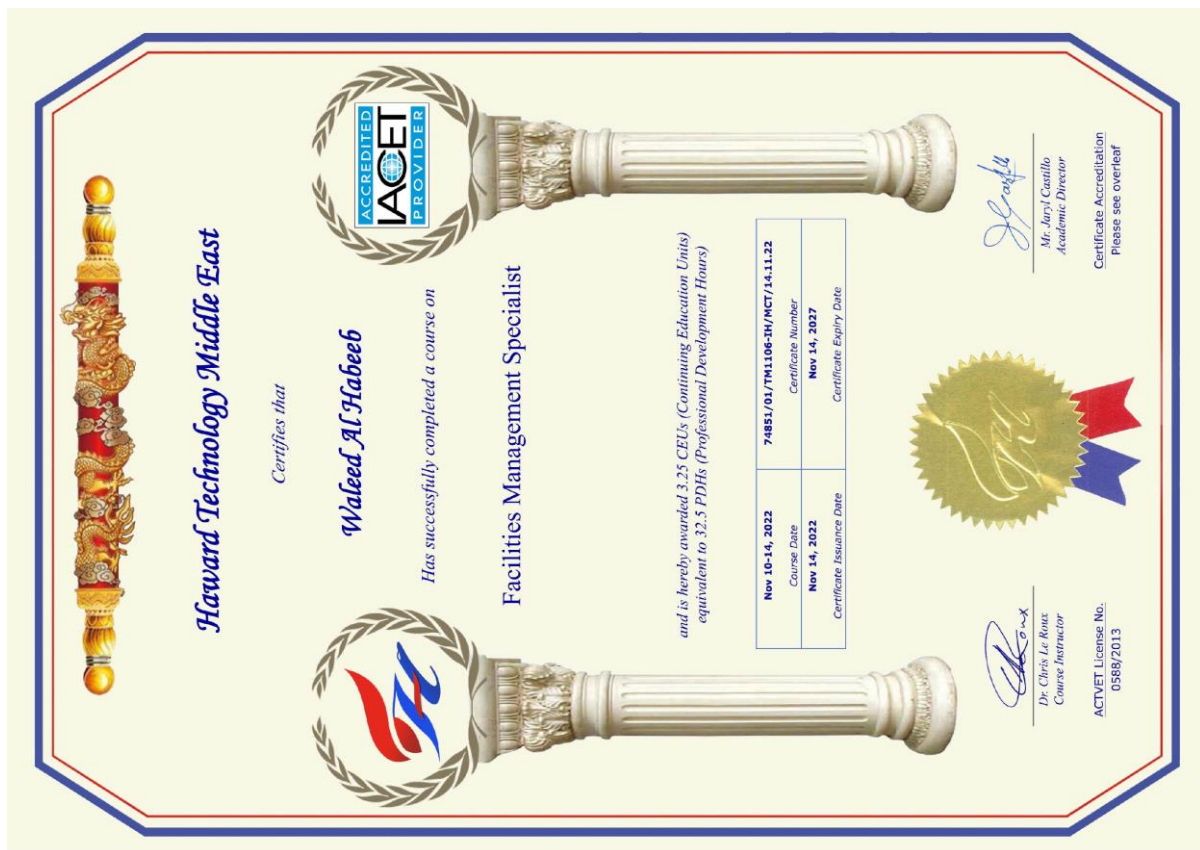 Haward Technology Middle East
Certifies that
Waleed Al Habeeb
ACCREDITED
IACET
PROVIDER
Has successfully completed a course on
Facilities Management Specialist
and is hereby awarded 3.25 CEUs (Continuing Education Units)
equivalent to 32.5 PDHs (Professional Development Hours)
Nov 10-14, 2022 74851/01/TM1106-IH/MCT/14.11.22
Course Date Certificate Number
Nov 14, 2022 Nov 14, 2027
Certificate Issuance Date Certificate Expiry Date
Dr. Chris Le Roux
Course Instructor
ACTVET License No.
0588/2013
Mr. Jaryl Castillo
Academic Director
Certificate Accreditation
Please see overleaf